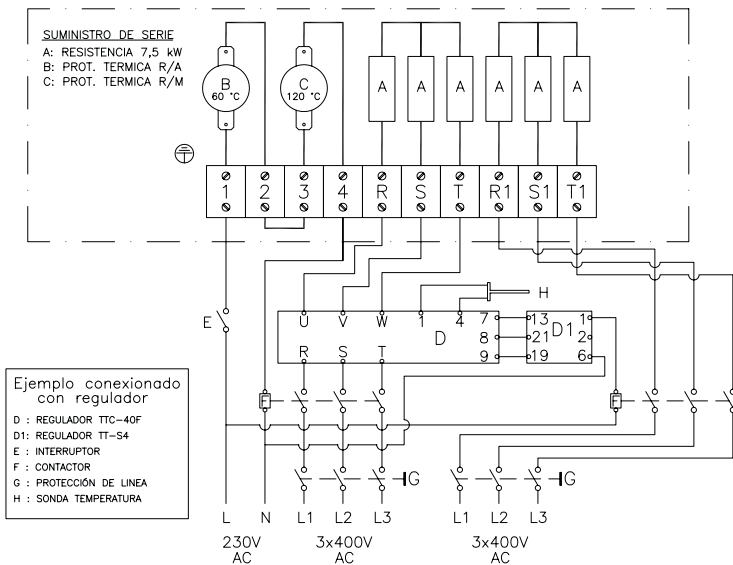 SUMINISTRO DE SERIE
A: RESISTENCIA 7,5 kW
B: PROT. TERMICA R/A
C: PROT. TERMICA R/M
B
60 °C
C
120 °C
A A A A A A
1 2 3 4 R S T R1 S1 T1
H
E
U V W 1 4 7 13 1
D 8 21 D1 2
R S T 9 19 6
Ejemplo conexionado
con regulador
D : REGULADOR TTC-40F
D1: REGULADOR TT-S4
E : INTERRUPTOR
F : CONTACTOR
G : PROTECCIÓN DE LINEA
H : SONDA TEMPERATURA
F F
G G
L N L1 L2 L3 L1 L2 L3
230V 3x400V 3x400V
AC AC AC